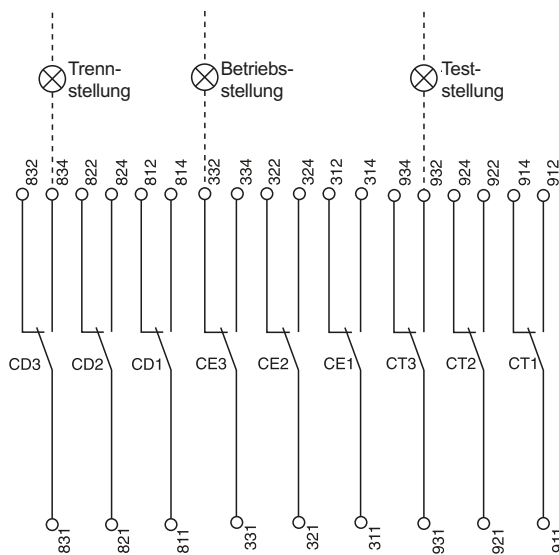 Trenn-
stellung
Betriebs-
stellung
Test-
stellung
832
834
822
824
812
814
332
334
322
324
312
314
934
932
924
922
914
912
CD3
CD2
CD1
CE3
CE2
CE1
CT3
CT2
CT1
831
821
811
331
321
311
931
921
911